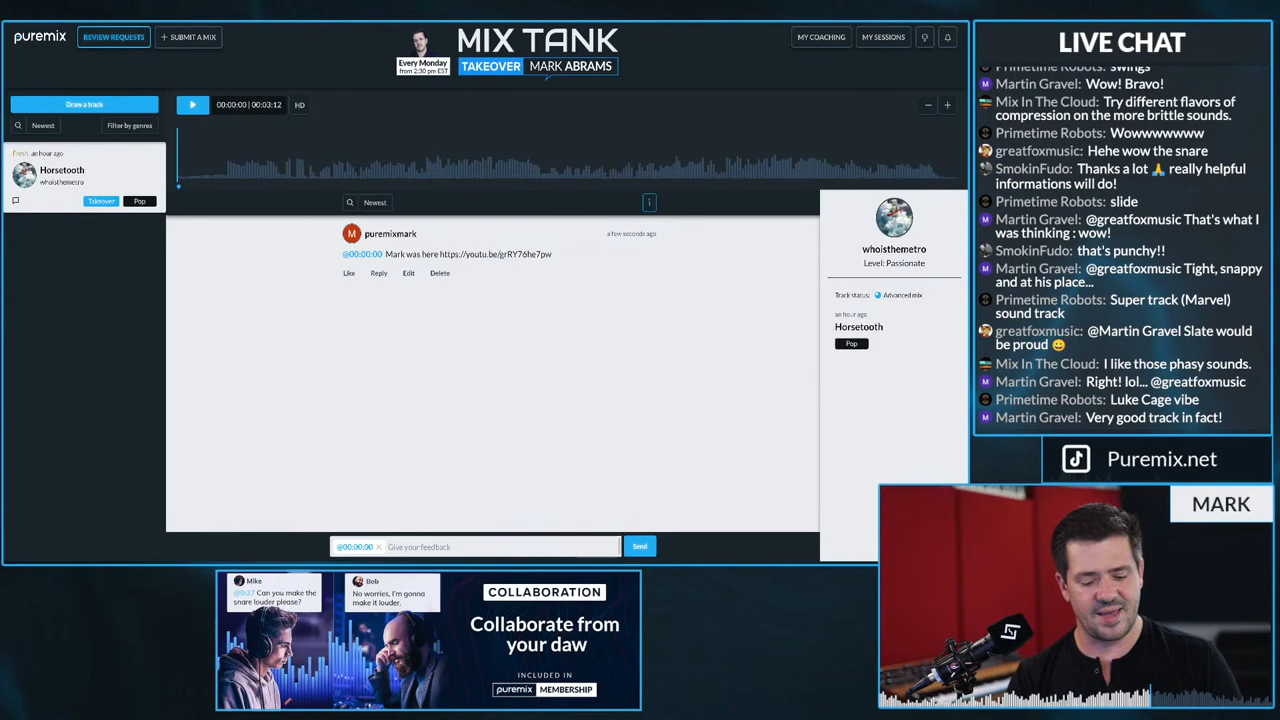 puremix
REVIEW REQUESTS
+ SUBMIT A MIX
Every Monday
from 2:30 pm EST
MIX TANK
TAKEOVER MARK ABRAMS
MY COACHING
MY SESSIONS
Draw a track
Newest
Filter by genres
Fresh, an hour ago
Horsetooth
whoisthemetro
Takeover
Pop
00:00:00 | 00:03:12
HD
Newest
M puremixmark
a few seconds ago
@00:00:00 Mark was here https://youtu.be/grRY76he7pw
Like Reply Edit Delete
whoisthemetro
Level: Passionate
Track status: Advanced mix
an hour ago
Horsetooth
Pop
@00:00:00 × Give your feedback
Send
LIVE CHAT
Primetime Robots: swings
M Martin Gravel: Wow! Bravo!
Mix In The Cloud: Try different flavors of
compression on the more brittle sounds.
Primetime Robots: Wowwwwwww
greatfoxmusic: Hehe wow the snare
SmokinFudo: Thanks a lot 🙏 really helpful
informations will do!
Primetime Robots: slide
M Martin Gravel: @greatfoxmusic That's what I
was thinking : wow!
SmokinFudo: that's punchy!!
M Martin Gravel: @greatfoxmusic Tight, snappy
and at his place...
Primetime Robots: Super track (Marvel)
sound track
greatfoxmusic: @Martin Gravel Slate would
be proud 😀
Mix In The Cloud: I like those phasy sounds.
M Martin Gravel: Right! lol... @greatfoxmusic
Primetime Robots: Luke Cage vibe
M Martin Gravel: Very good track in fact!
Puremix.net
MARK
Mike
@0:27 Can you make the
snare louder please?
Bob
No worries, I'm gonna
make it louder.
COLLABORATION
Collaborate from
your daw
INCLUDED IN
puremix MEMBERSHIP